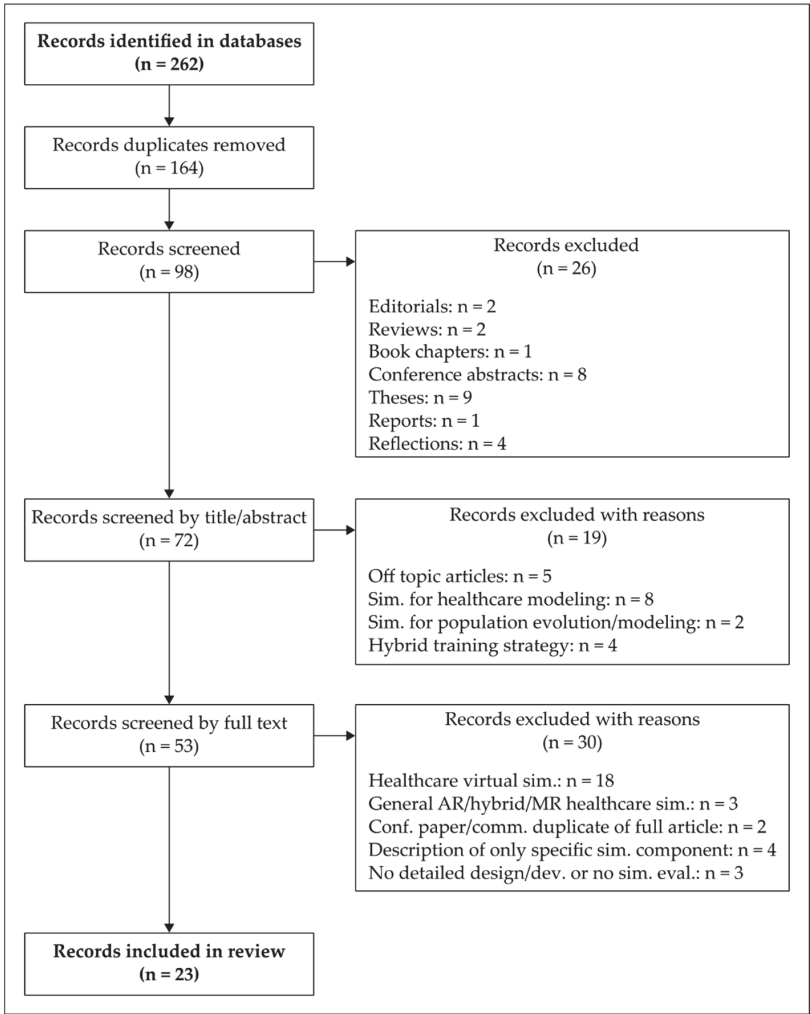 Records identified in databases
(n = 262)
Records duplicates removed
(n = 164)
Records screened
(n = 98)
Records excluded
(n = 26)
Editorials: n = 2
Reviews: n = 2
Book chapters: n = 1
Conference abstracts: n = 8
Theses: n = 9
Reports: n = 1
Reflections: n = 4
Records screened by title/abstract
(n = 72)
Records excluded with reasons
(n = 19)
Off topic articles: n = 5
Sim. for healthcare modeling: n = 8
Sim. for population evolution/modeling: n = 2
Hybrid training strategy: n = 4
Records screened by full text
(n = 53)
Records excluded with reasons
(n = 30)
Healthcare virtual sim.: n = 18
General AR/hybrid/MR healthcare sim.: n = 3
Conf. paper/comm. duplicate of full article: n = 2
Description of only specific sim. component: n = 4
No detailed design/dev. or no sim. eval.: n = 3
Records included in review
(n = 23)